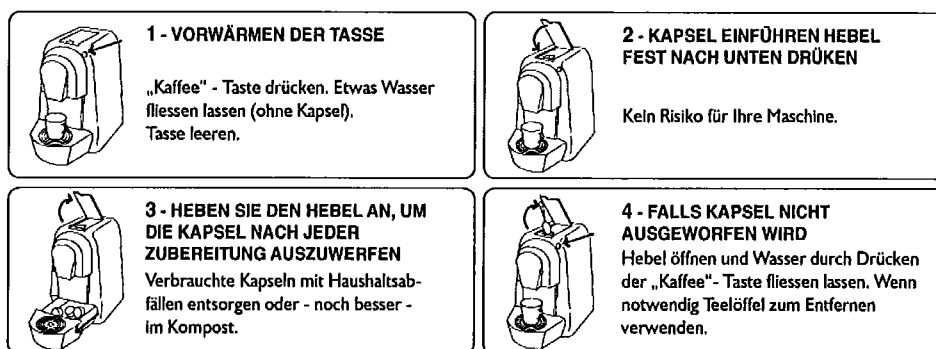 1 - VORWÄRMEN DER TASSE
„Kaffee" - Taste drücken. Etwas Wasser
fliessen lassen (ohne Kapsel).
Tasse leeren.
2 - KAPSEL EINFÜHREN HEBEL
FEST NACH UNTEN DRÜKEN
Kein Risiko für Ihre Maschine.
3 - HEBEN SIE DEN HEBEL AN, UM
DIE KAPSEL NACH JEDER
ZUBEREITUNG AUSZUWERFEN
Verbrauchte Kapseln mit Haushaltsab-
fällen entsorgen oder - noch besser -
im Kompost.
4 - FALLS KAPSEL NICHT
AUSGEWORFEN WIRD
Hebel öffnen und Wasser durch Drücken
der „Kaffee"- Taste fliessen lassen. Wenn
notwendig Teelöffel zum Entfernen
verwenden.